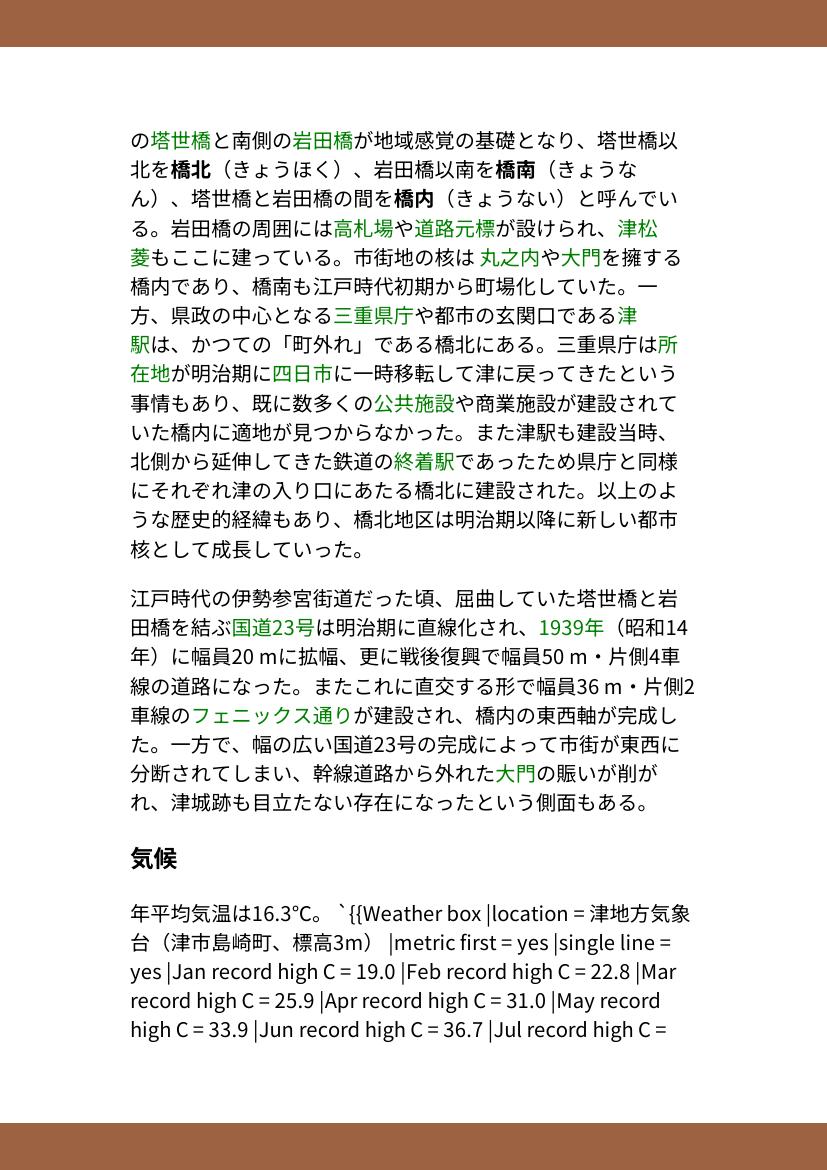 の塔世橋と南側の岩田橋が地域感覚の基礎となり、塔世橋以
北を橋北（きょうほく）、岩田橋以南を橋南（きょうな
ん）、塔世橋と岩田橋の間を橋内（きょうない）と呼んでい
る。岩田橋の周囲には高札場や道路元標が設けられ、津松
菱もここに建っている。市街地の核は 丸之内や大門を擁する
橋内であり、橋南も江戸時代初期から町場化していた。一
方、県政の中心となる三重県庁や都市の玄関口である津
駅は、かつての「町外れ」である橋北にある。三重県庁は所
在地が明治期に四日市に一時移転して津に戻ってきたという
事情もあり、既に数多くの公共施設や商業施設が建設されて
いた橋内に適地が見つからなかった。また津駅も建設当時、
北側から延伸してきた鉄道の終着駅であったため県庁と同様
にそれぞれ津の入り口にあたる橋北に建設された。以上のよ
うな歴史的経緯もあり、橋北地区は明治期以降に新しい都市
核として成長していった。
江戸時代の伊勢参宮街道だった頃、屈曲していた塔世橋と岩
田橋を結ぶ国道23号は明治期に直線化され、1939年（昭和14
年）に幅員20 mに拡幅、更に戦後復興で幅員50 m・片側4車
線の道路になった。またこれに直交する形で幅員36 m・片側2
車線のフェニックス通りが建設され、橋内の東西軸が完成し
た。一方で、幅の広い国道23号の完成によって市街が東西に
分断されてしまい、幹線道路から外れた大門の賑いが削が
れ、津城跡も目立たない存在になったという側面もある。
気候
年平均気温は16.3℃。 `{{Weather box |location = 津地方気象
台（津市島崎町、標高3m） |metric first = yes |single line =
yes |Jan record high C = 19.0 |Feb record high C = 22.8 |Mar
record high C = 25.9 |Apr record high C = 31.0 |May record
high C = 33.9 |Jun record high C = 36.7 |Jul record high C =